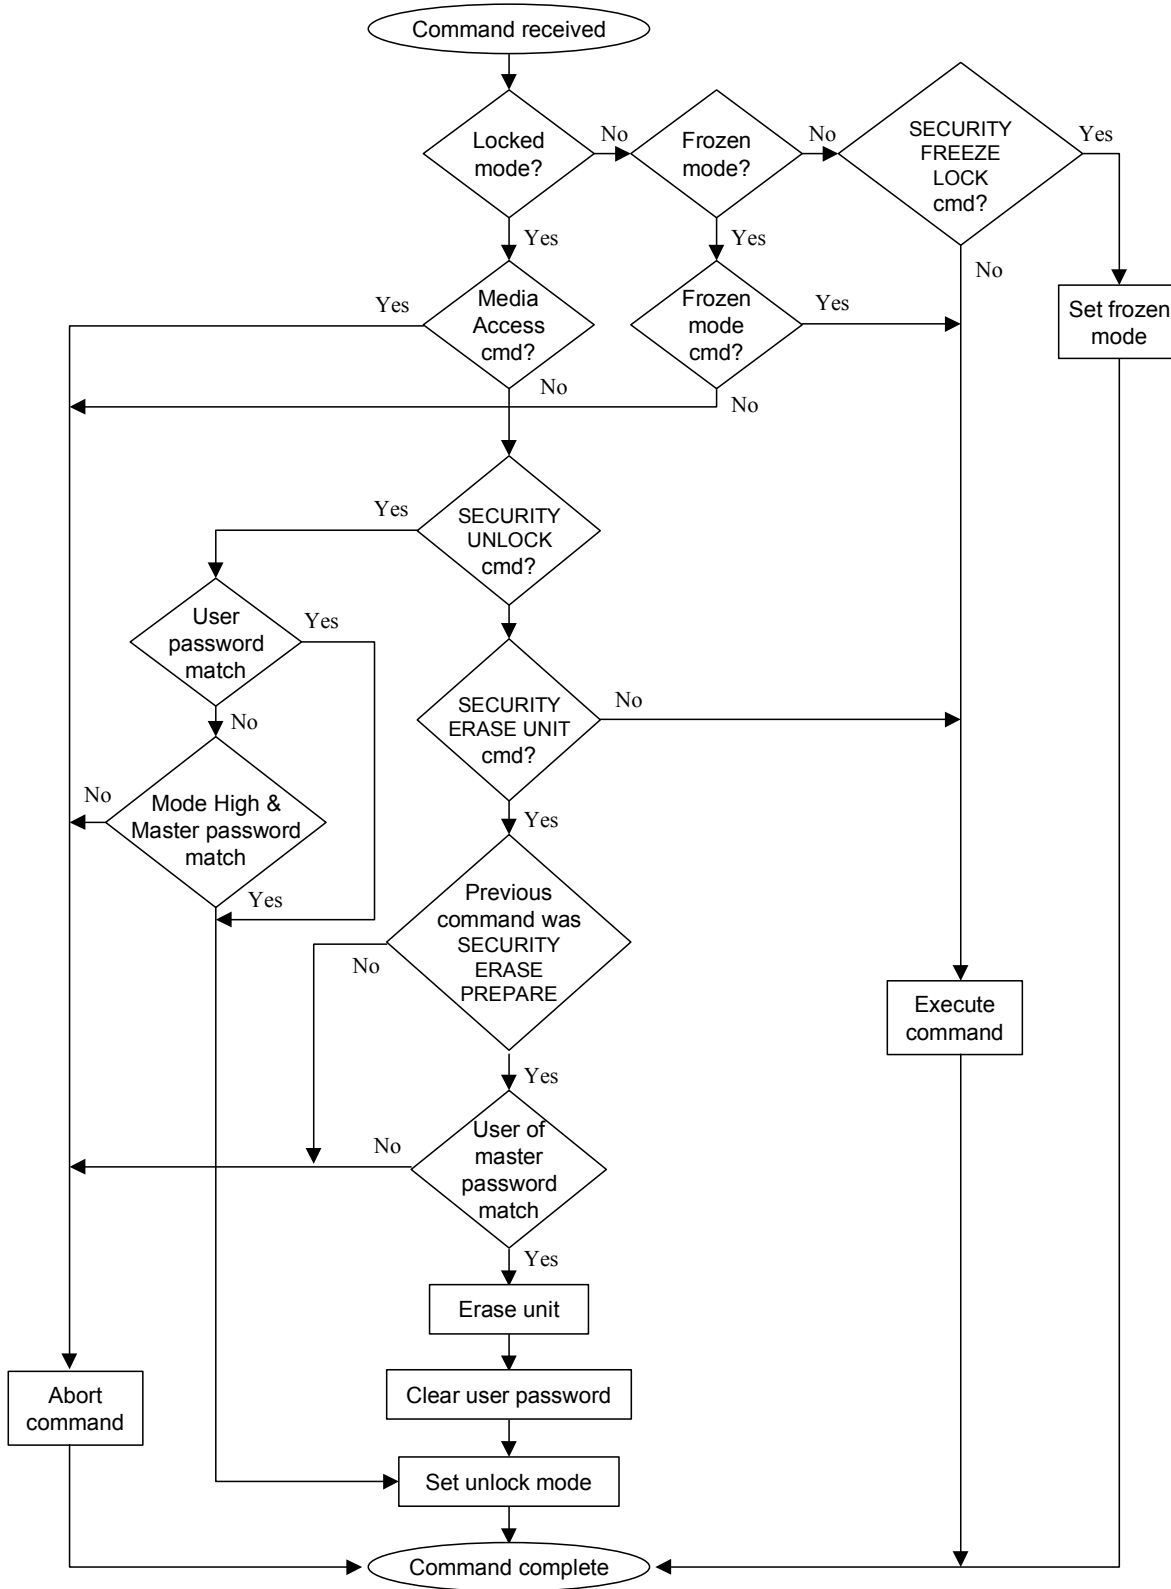 Command received
Locked
mode?
No
Frozen
mode?
No
SECURITY
FREEZE
LOCK
cmd?
Yes
Yes
Yes
No
Yes
Media
Access
cmd?
Frozen
mode
cmd?
Yes
Set frozen
mode
No
No
Yes
SECURITY
UNLOCK
cmd?
User
password
match
Yes
No
SECURITY
ERASE UNIT
cmd?
No
No
Mode High &
Master password
match
Yes
Yes
Previous
command was
SECURITY
ERASE
PREPARE
No
Execute
command
Yes
No
User of
master
password
match
Yes
Erase unit
Abort
command
Clear user password
Set unlock mode
Command complete